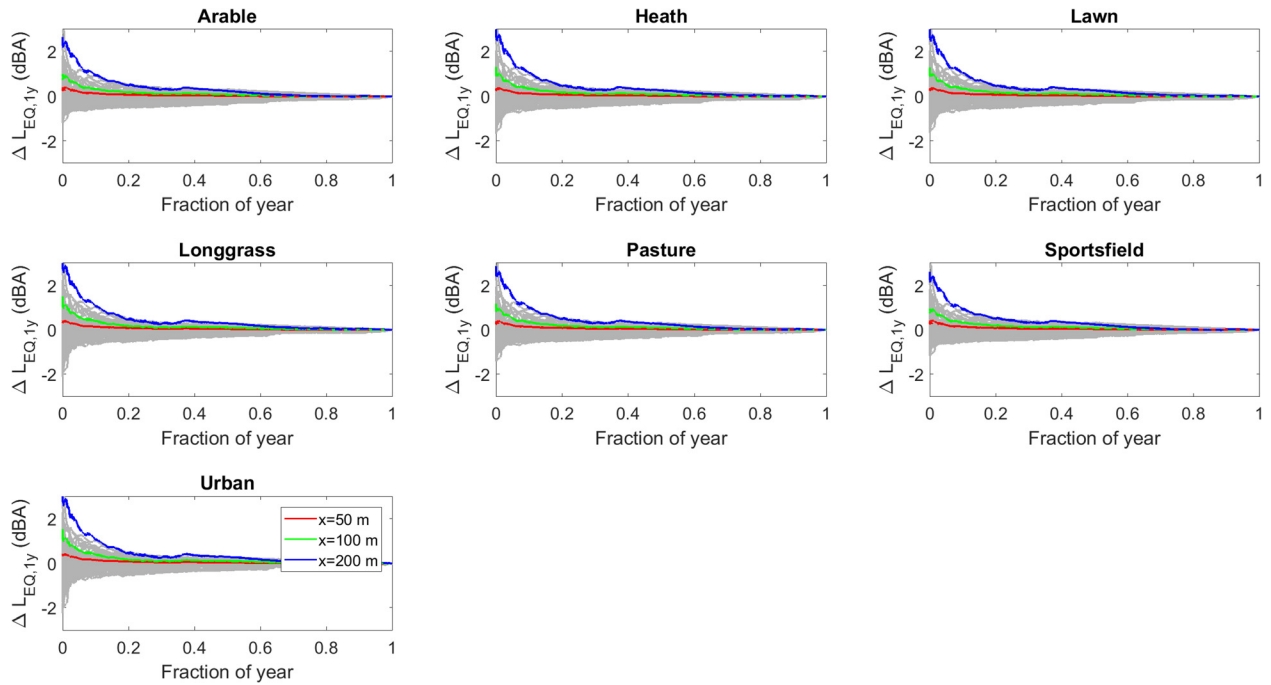 Arable
Δ L_EQ,1y (dBA)
2
0
-2
0 0.2 0.4 0.6 0.8 1
Fraction of year
Heath
Δ L_EQ,1y (dBA)
2
0
-2
0 0.2 0.4 0.6 0.8 1
Fraction of year
Lawn
Δ L_EQ,1y (dBA)
2
0
-2
0 0.2 0.4 0.6 0.8 1
Fraction of year
Longgrass
Δ L_EQ,1y (dBA)
2
0
-2
0 0.2 0.4 0.6 0.8 1
Fraction of year
Pasture
Δ L_EQ,1y (dBA)
2
0
-2
0 0.2 0.4 0.6 0.8 1
Fraction of year
Sportsfield
Δ L_EQ,1y (dBA)
2
0
-2
0 0.2 0.4 0.6 0.8 1
Fraction of year
Urban
Δ L_EQ,1y (dBA)
2
0
-2
x=50 m
x=100 m
x=200 m
0 0.2 0.4 0.6 0.8 1
Fraction of year